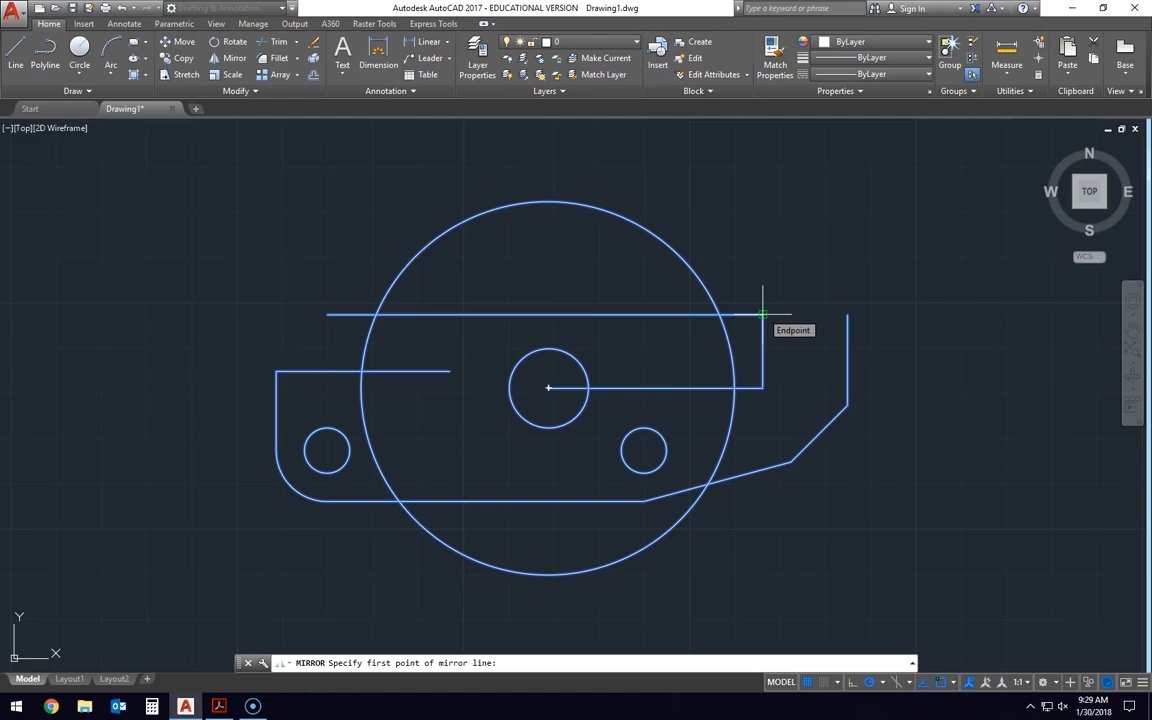 Drafting & Annotation
Autodesk AutoCAD 2017 - EDUCATIONAL VERSION Drawing1.dwg
Type a keyword or phrase
Sign In
Home Insert Annotate Parametric View Manage Output A360 Raster Tools Express Tools
Line Polyline Circle Arc
Move Rotate Trim
Copy Mirror Fillet
Stretch Scale Array
Text Dimension
Linear
Leader
Table
Layer Properties
0
Make Current
Match Layer
Insert
Create
Edit
Edit Attributes
Match Properties
ByLayer
ByLayer
ByLayer
Group
Measure
Paste
Base
Draw Modify Annotation Layers Block Properties Groups Utilities Clipboard View
Start Drawing1*
[−][Top][2D Wireframe]
N
W TOP E
S
WCS
Endpoint
Y
X
MIRROR Specify first point of mirror line:
Model Layout1 Layout2
MODEL 1:1
9:29 AM
1/30/2018